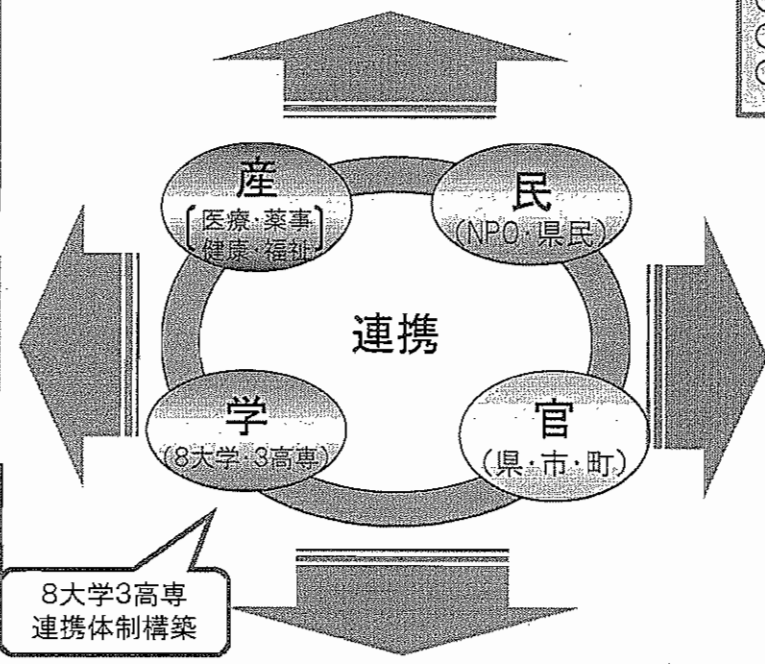 産
[医療・薬事
健康・福祉]
民
(NPO・県民)
連携
学
(8大学・3高専)
官
(県・市・町)
8大学3高専
連携体制構築